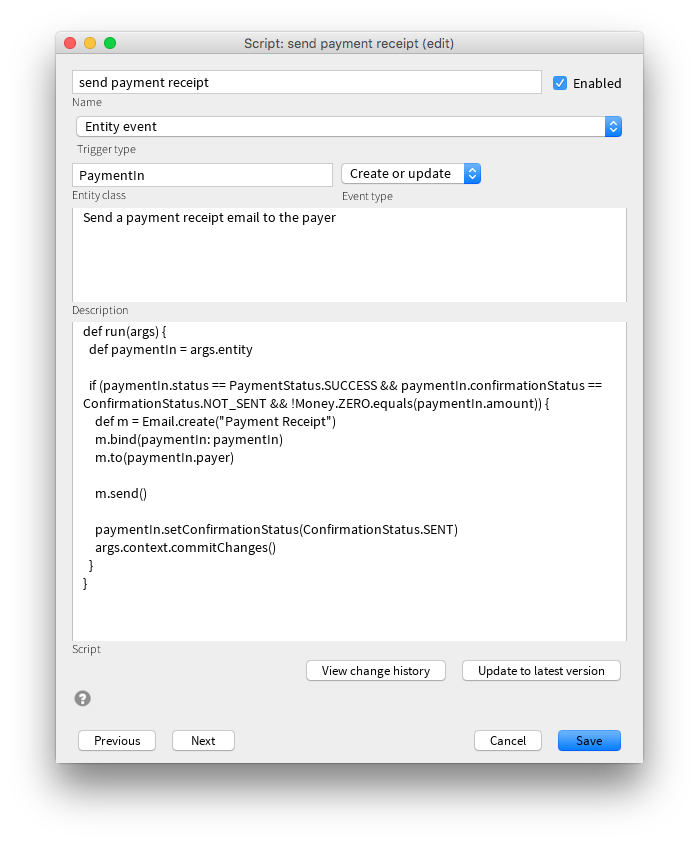 Script: send payment receipt (edit)
send payment receipt
Enabled
Name
Entity event
Trigger type
PaymentIn
Create or update
Entity class
Event type
Send a payment receipt email to the payer
Description
def run(args) {
def paymentIn = args.entity
if (paymentIn.status == PaymentStatus.SUCCESS && paymentIn.confirmationStatus ==
ConfirmationStatus.NOT_SENT && !Money.ZERO.equals(paymentIn.amount)) {
def m = Email.create("Payment Receipt")
m.bind(paymentIn: paymentIn)
m.to(paymentIn.payer)
m.send()
paymentIn.setConfirmationStatus(ConfirmationStatus.SENT)
args.context.commitChanges()
}
}
Script
View change history
Update to latest version
?
Previous
Next
Cancel
Save